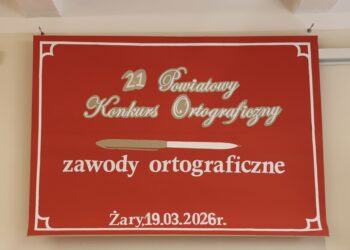 21 Powiatowy
Konkurs Ortograficzny
zawody ortograficzne
Żary,19.03.2026r.